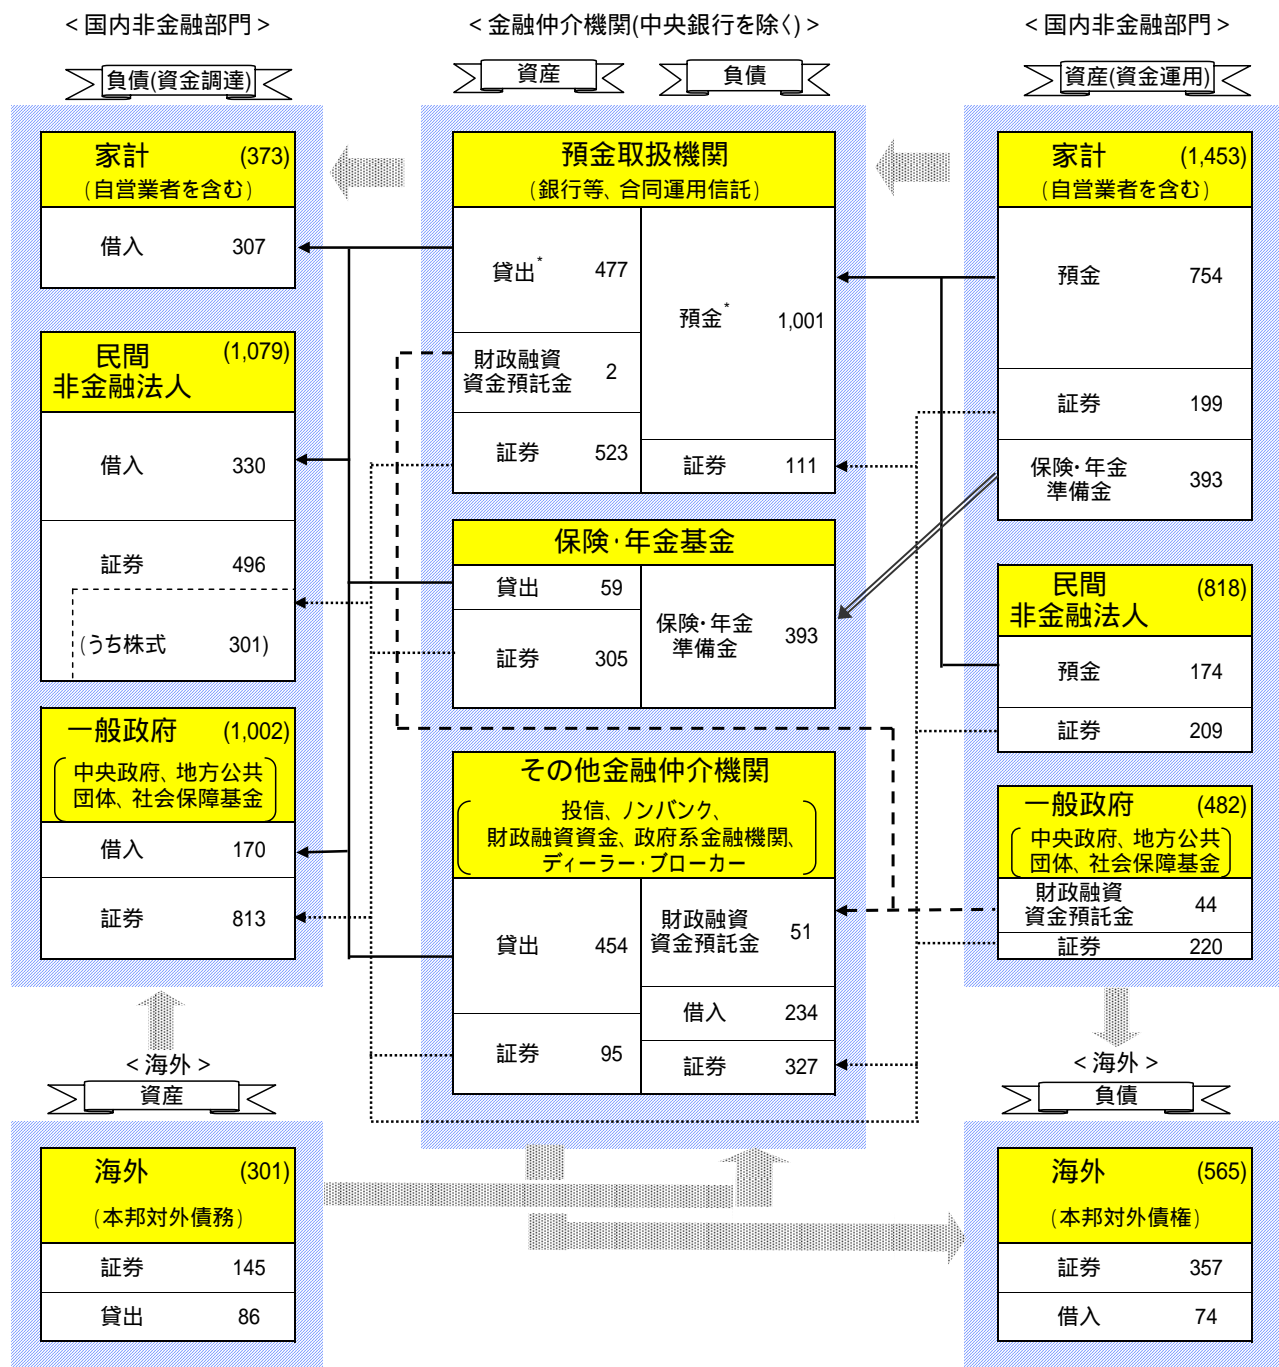 ＜国内非金融部門＞
負債(資金調達)
家計 (373)
(自営業者を含む)
借入 307
民間 (1,079)
非金融法人
借入 330
証券 496
(うち株式 301)
一般政府 (1,002)
中央政府、地方公共
団体、社会保障基金
借入 170
証券 813
＜海外＞
資産
海外 (301)
(本邦対外債務)
証券 145
貸出 86
＜金融仲介機関(中央銀行を除く)＞
資産 負債
預金取扱機関
(銀行等、合同運用信託)
貸出* 477
財政融資
資金預託金 2
証券 523
預金* 1,001
証券 111
保険・年金基金
貸出 59
証券 305
保険・年金
準備金 393
その他金融仲介機関
投信、ノンバンク、
財政融資資金、政府系金融機関、
ディーラー・ブローカー
貸出 454
証券 95
財政融資
資金預託金 51
借入 234
証券 327
＜国内非金融部門＞
資産(資金運用)
家計 (1,453)
(自営業者を含む)
預金 754
証券 199
保険・年金
準備金 393
民間 (818)
非金融法人
預金 174
証券 209
一般政府 (482)
中央政府、地方公共
団体、社会保障基金
財政融資
資金預託金 44
証券 220
＜海外＞
負債
海外 (565)
(本邦対外債権)
証券 357
借入 74